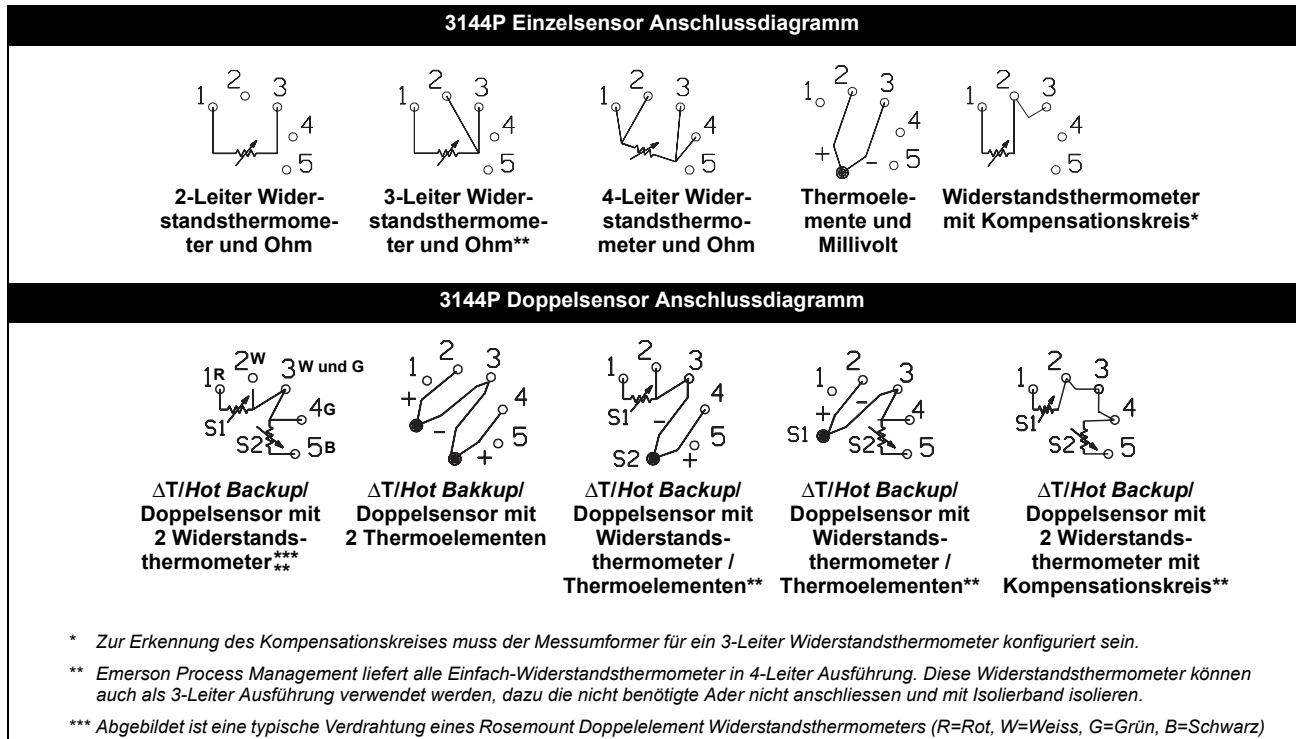 3144P Einzelsensor Anschlussdiagramm
1 2 3 4 5
1 2 3 4 5
1 2 3 4 5
1 2 3 4 5 + -
1 2 3 4 5
2-Leiter Wider-
standsthermome-
ter und Ohm
3-Leiter Wider-
standsthermome-
ter und Ohm**
4-Leiter Wider-
standsthermo-
meter und Ohm
Thermoele-
mente und
Millivolt
Widerstandsthermometer
mit Kompensationskreis*
3144P Doppelsensor Anschlussdiagramm
1R 2W 3 W und G 4G 5B S1 S2
1 2 3 4 5 + - +
1 2 3 4 5 S1 - S2 +
1 2 3 4 5 + - S1 S2
1 2 3 4 5 S1 S2
ΔT/Hot Backup/
Doppelsensor mit
2 Widerstands-
thermometer*****
ΔT/Hot Bakkup/
Doppelsensor mit
2 Thermoelementen
ΔT/Hot Backup/
Doppelsensor mit
Widerstands-
thermometer /
Thermoelementen**
ΔT/Hot Backup/
Doppelsensor mit
Widerstands-
thermometer /
Thermoelementen**
ΔT/Hot Backup/
Doppelsensor mit
2 Widerstands-
thermometer mit
Kompensationskreis**
* Zur Erkennung des Kompensationskreises muss der Messumformer für ein 3-Leiter Widerstandsthermometer konfiguriert sein.
** Emerson Process Management liefert alle Einfach-Widerstandsthermometer in 4-Leiter Ausführung. Diese Widerstandsthermometer können
auch als 3-Leiter Ausführung verwendet werden, dazu die nicht benötigte Ader nicht anschliessen und mit Isolierband isolieren.
*** Abgebildet ist eine typische Verdrahtung eines Rosemount Doppelelement Widerstandsthermometers (R=Rot, W=Weiss, G=Grün, B=Schwarz)